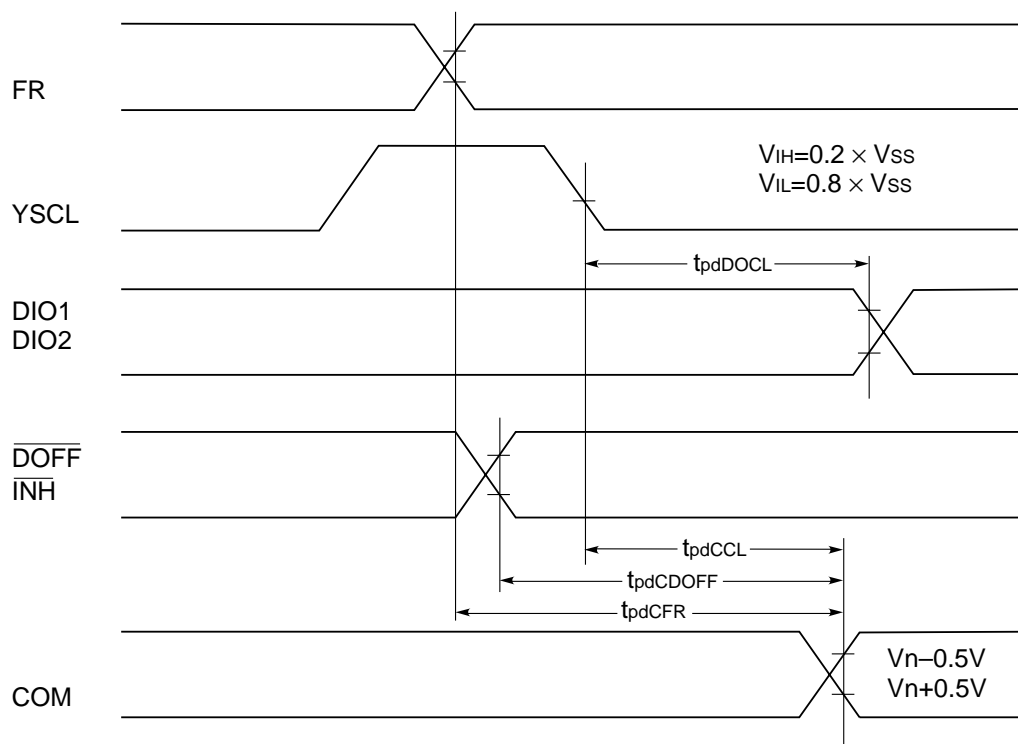 FR
VIH=0.2 × VSS
VIL=0.8 × VSS
YSCL
tpdDOCL
DIO1
DIO2
DOFF
INH
tpdCCL
tpdCDOFF
tpdCFR
Vn–0.5V
Vn+0.5V
COM